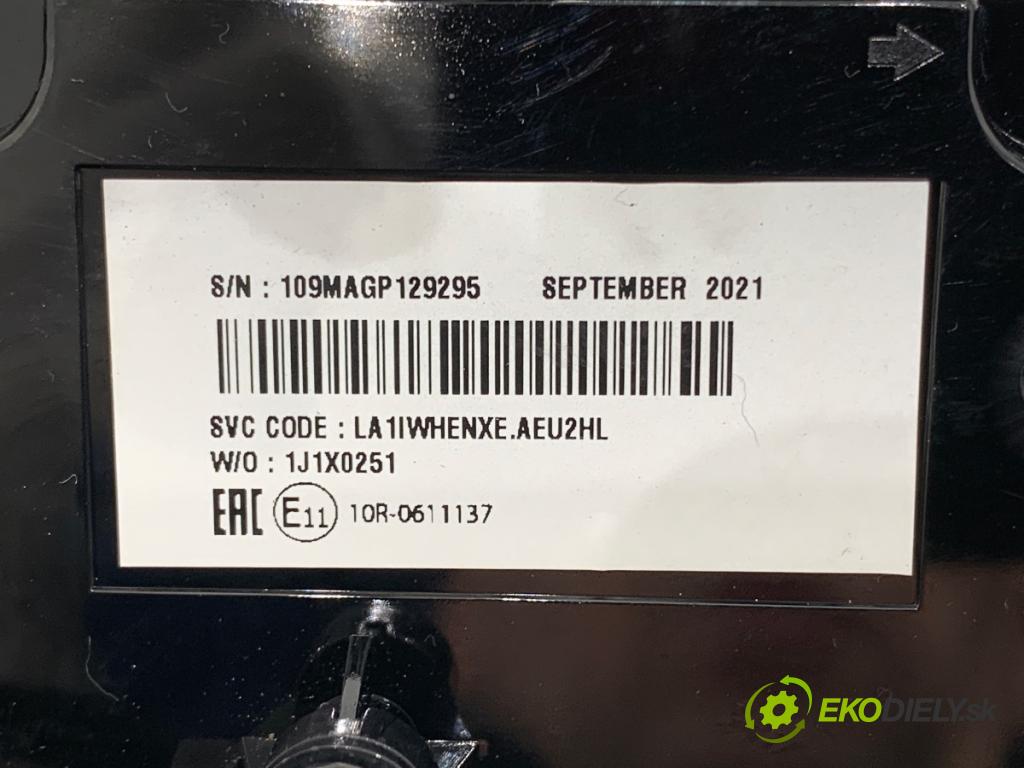 S/N : 109MAGP129295 SEPTEMBER 2021
SVC CODE : LA1IWHENXE.AEU2HL
W/O : 1J1X0251
EAC E11 10R-0611137
EKODIELY.sk